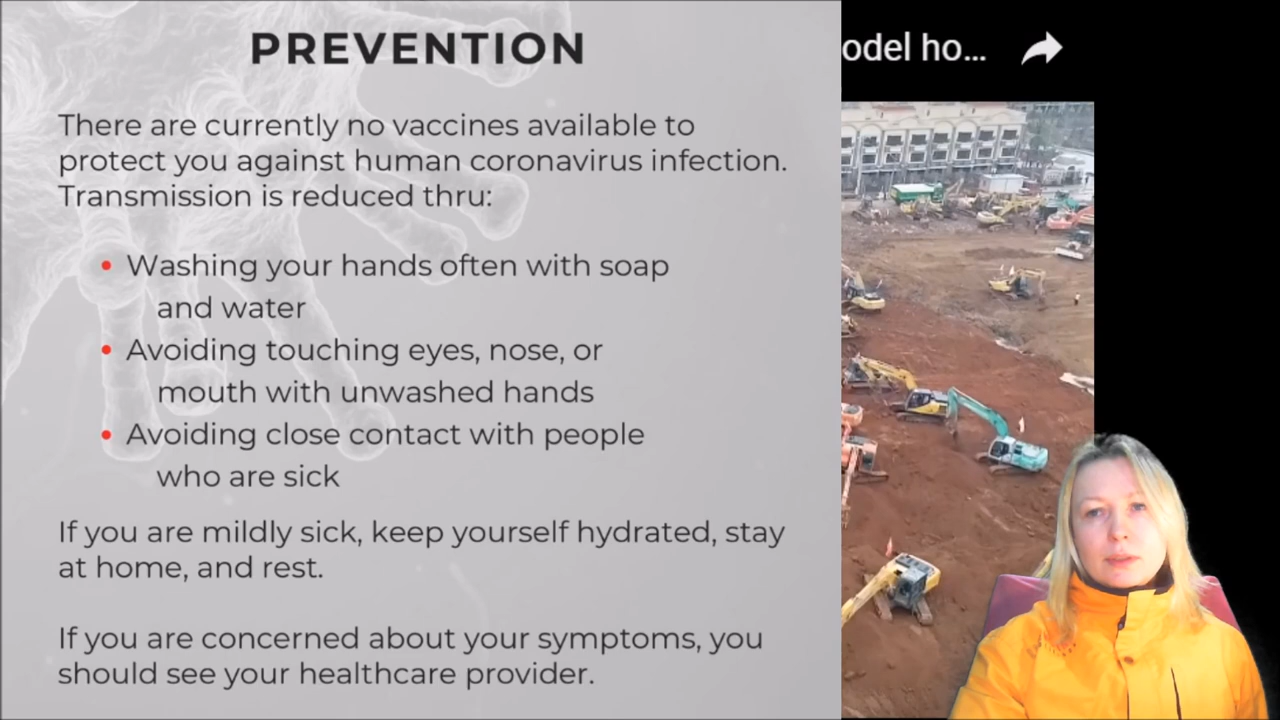 PREVENTION
There are currently no vaccines available to
protect you against human coronavirus infection.
Transmission is reduced thru:
• Washing your hands often with soap
and water
• Avoiding touching eyes, nose, or
mouth with unwashed hands
• Avoiding close contact with people
who are sick
If you are mildly sick, keep yourself hydrated, stay
at home, and rest.
If you are concerned about your symptoms, you
should see your healthcare provider.
odel ho...